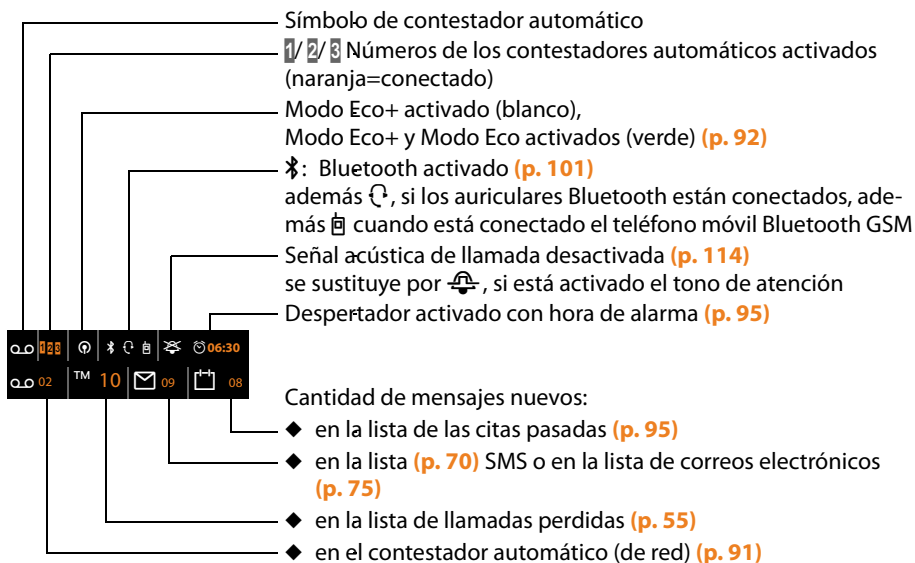 Símbolo de contestador automático
1/ 2/ 3 Números de los contestadores automáticos activados
(naranja=conectado)
Modo Eco+ activado (blanco),
Modo Eco+ y Modo Eco activados (verde) (p. 92)
: Bluetooth activado (p. 101)
además , si los auriculares Bluetooth están conectados, ade-
más cuando está conectado el teléfono móvil Bluetooth GSM
Señal acústica de llamada desactivada (p. 114)
se sustituye por , si está activado el tono de atención
Despertador activado con hora de alarma (p. 95)
1 2 3 06:30
02 ™ 10 09 08
Cantidad de mensajes nuevos:
◆ en la lista de las citas pasadas (p. 95)
◆ en la lista (p. 70) SMS o en la lista de correos electrónicos
(p. 75)
◆ en la lista de llamadas perdidas (p. 55)
◆ en el contestador automático (de red) (p. 91)